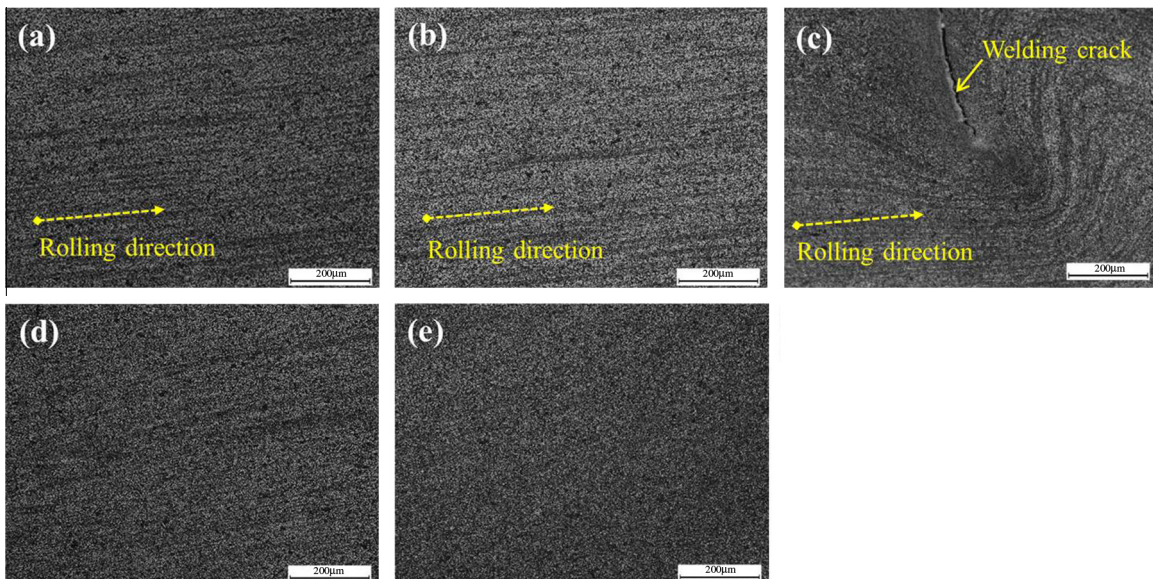 (a)
Rolling direction
200μm
(b)
Rolling direction
200μm
(c)
Welding crack
Rolling direction
200μm
(d)
200μm
(e)
200μm